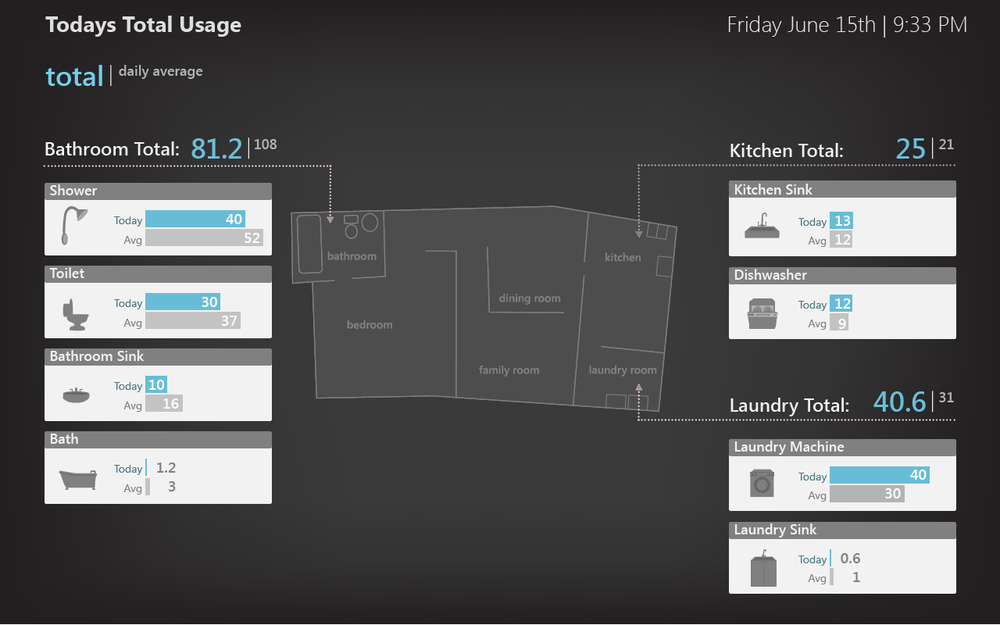 Todays Total Usage
Friday June 15th | 9:33 PM
total | daily average
Bathroom Total: 81.2 | 108
Shower
Today 40
Avg 52
Toilet
Today 30
Avg 37
Bathroom Sink
Today 10
Avg 16
Bath
Today 1.2
Avg 3
bathroom
bedroom
dining room
family room
kitchen
laundry room
Kitchen Total: 25 | 21
Kitchen Sink
Today 13
Avg 12
Dishwasher
Today 12
Avg 9
Laundry Total: 40.6 | 31
Laundry Machine
Today 40
Avg 30
Laundry Sink
Today 0.6
Avg 1